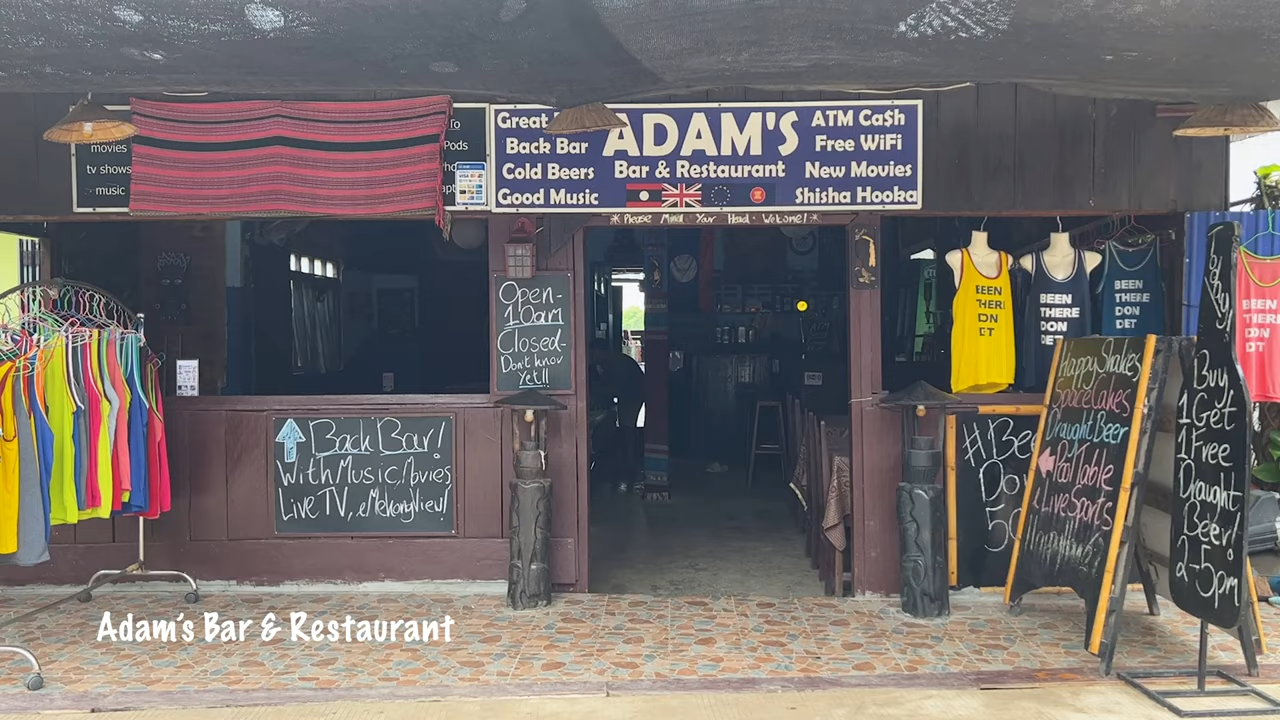 movies
tv shows
music
To
Pods
Great
Back Bar
Cold Beers
Good Music
ADAM'S
Bar & Restaurant
ATM Ca$h
Free WiFi
New Movies
Shisha Hooka
Please Mind Your Head. Welcome!
Open-
10am
Closed-
Don't know
Yet!!
Back Bar!
With Music, Movies,
Live TV, & Mekong View!
BEEN
THERE
DON
DET
BEEN
THERE
DON
DET
BEEN
THERE
DON
DET
BEEN
THERE
DON
DET
Happy Shakes
Space Cakes
Draught Beer
Pool Table
& Live Sports
Buy
1 Get
1 Free
Draught
Beer!
2-5pm
Adam's Bar & Restaurant